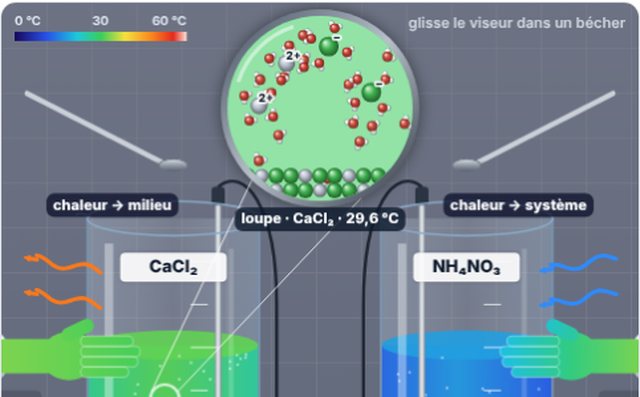 0 °C 30 60 °C
glisse le viseur dans un bécher
2+
−
2+
−
chaleur → milieu
chaleur → système
loupe · CaCl₂ · 29,6 °C
CaCl₂
NH₄NO₃